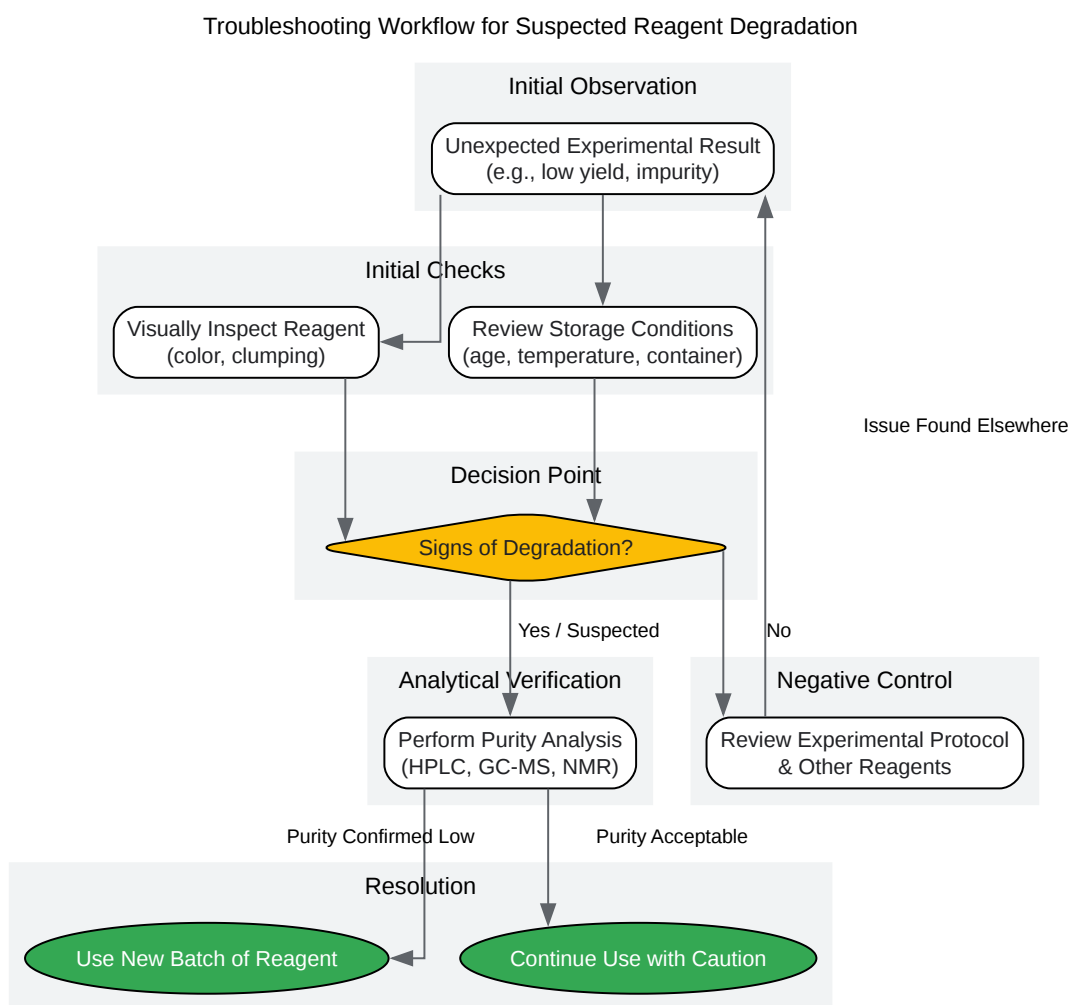 Troubleshooting Workflow for Suspected Reagent Degradation
Initial Observation
Unexpected Experimental Result
(e.g., low yield, impurity)
Initial Checks
Visually Inspect Reagent
(color, clumping)
Review Storage Conditions
(age, temperature, container)
Issue Found Elsewhere
Decision Point
Signs of Degradation?
Yes / Suspected
No
Analytical Verification
Perform Purity Analysis
(HPLC, GC-MS, NMR)
Negative Control
Review Experimental Protocol
& Other Reagents
Purity Confirmed Low
Purity Acceptable
Resolution
Use New Batch of Reagent
Continue Use with Caution